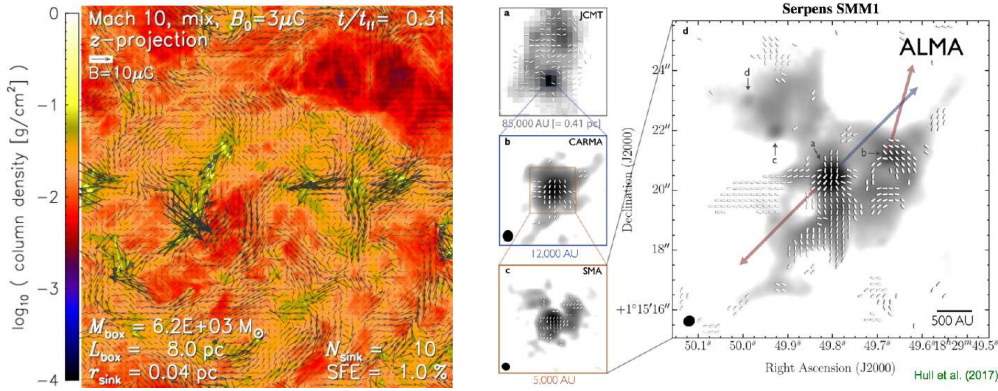 0
−1
−2
−3
−4
log₁₀ ( column density [g/cm²] )
Mach 10, mix, B₀=3μG t/t_ff = 0.31
z−projection
B=10μG
M_box = 6.2E+03 M_⊙
L_box = 8.0 pc N_sink = 10
r_sink = 0.04 pc SFE = 1.0%
a JCMT
85,000 AU [= 0.41 pc]
b CARMA
12,000 AU
c SMA
5,000 AU
Serpens SMM1
d ALMA
d
c
a
b
24″
22″
20″
18″
+1°15′16″
Declination (J2000)
500 AU
50.1ˢ 50.0ˢ 49.9ˢ 49.8ˢ 49.7ˢ 49.6ˢ 18ʰ29ᵐ49.5ˢ
Right Ascension (J2000)
Hull et al. (2017)